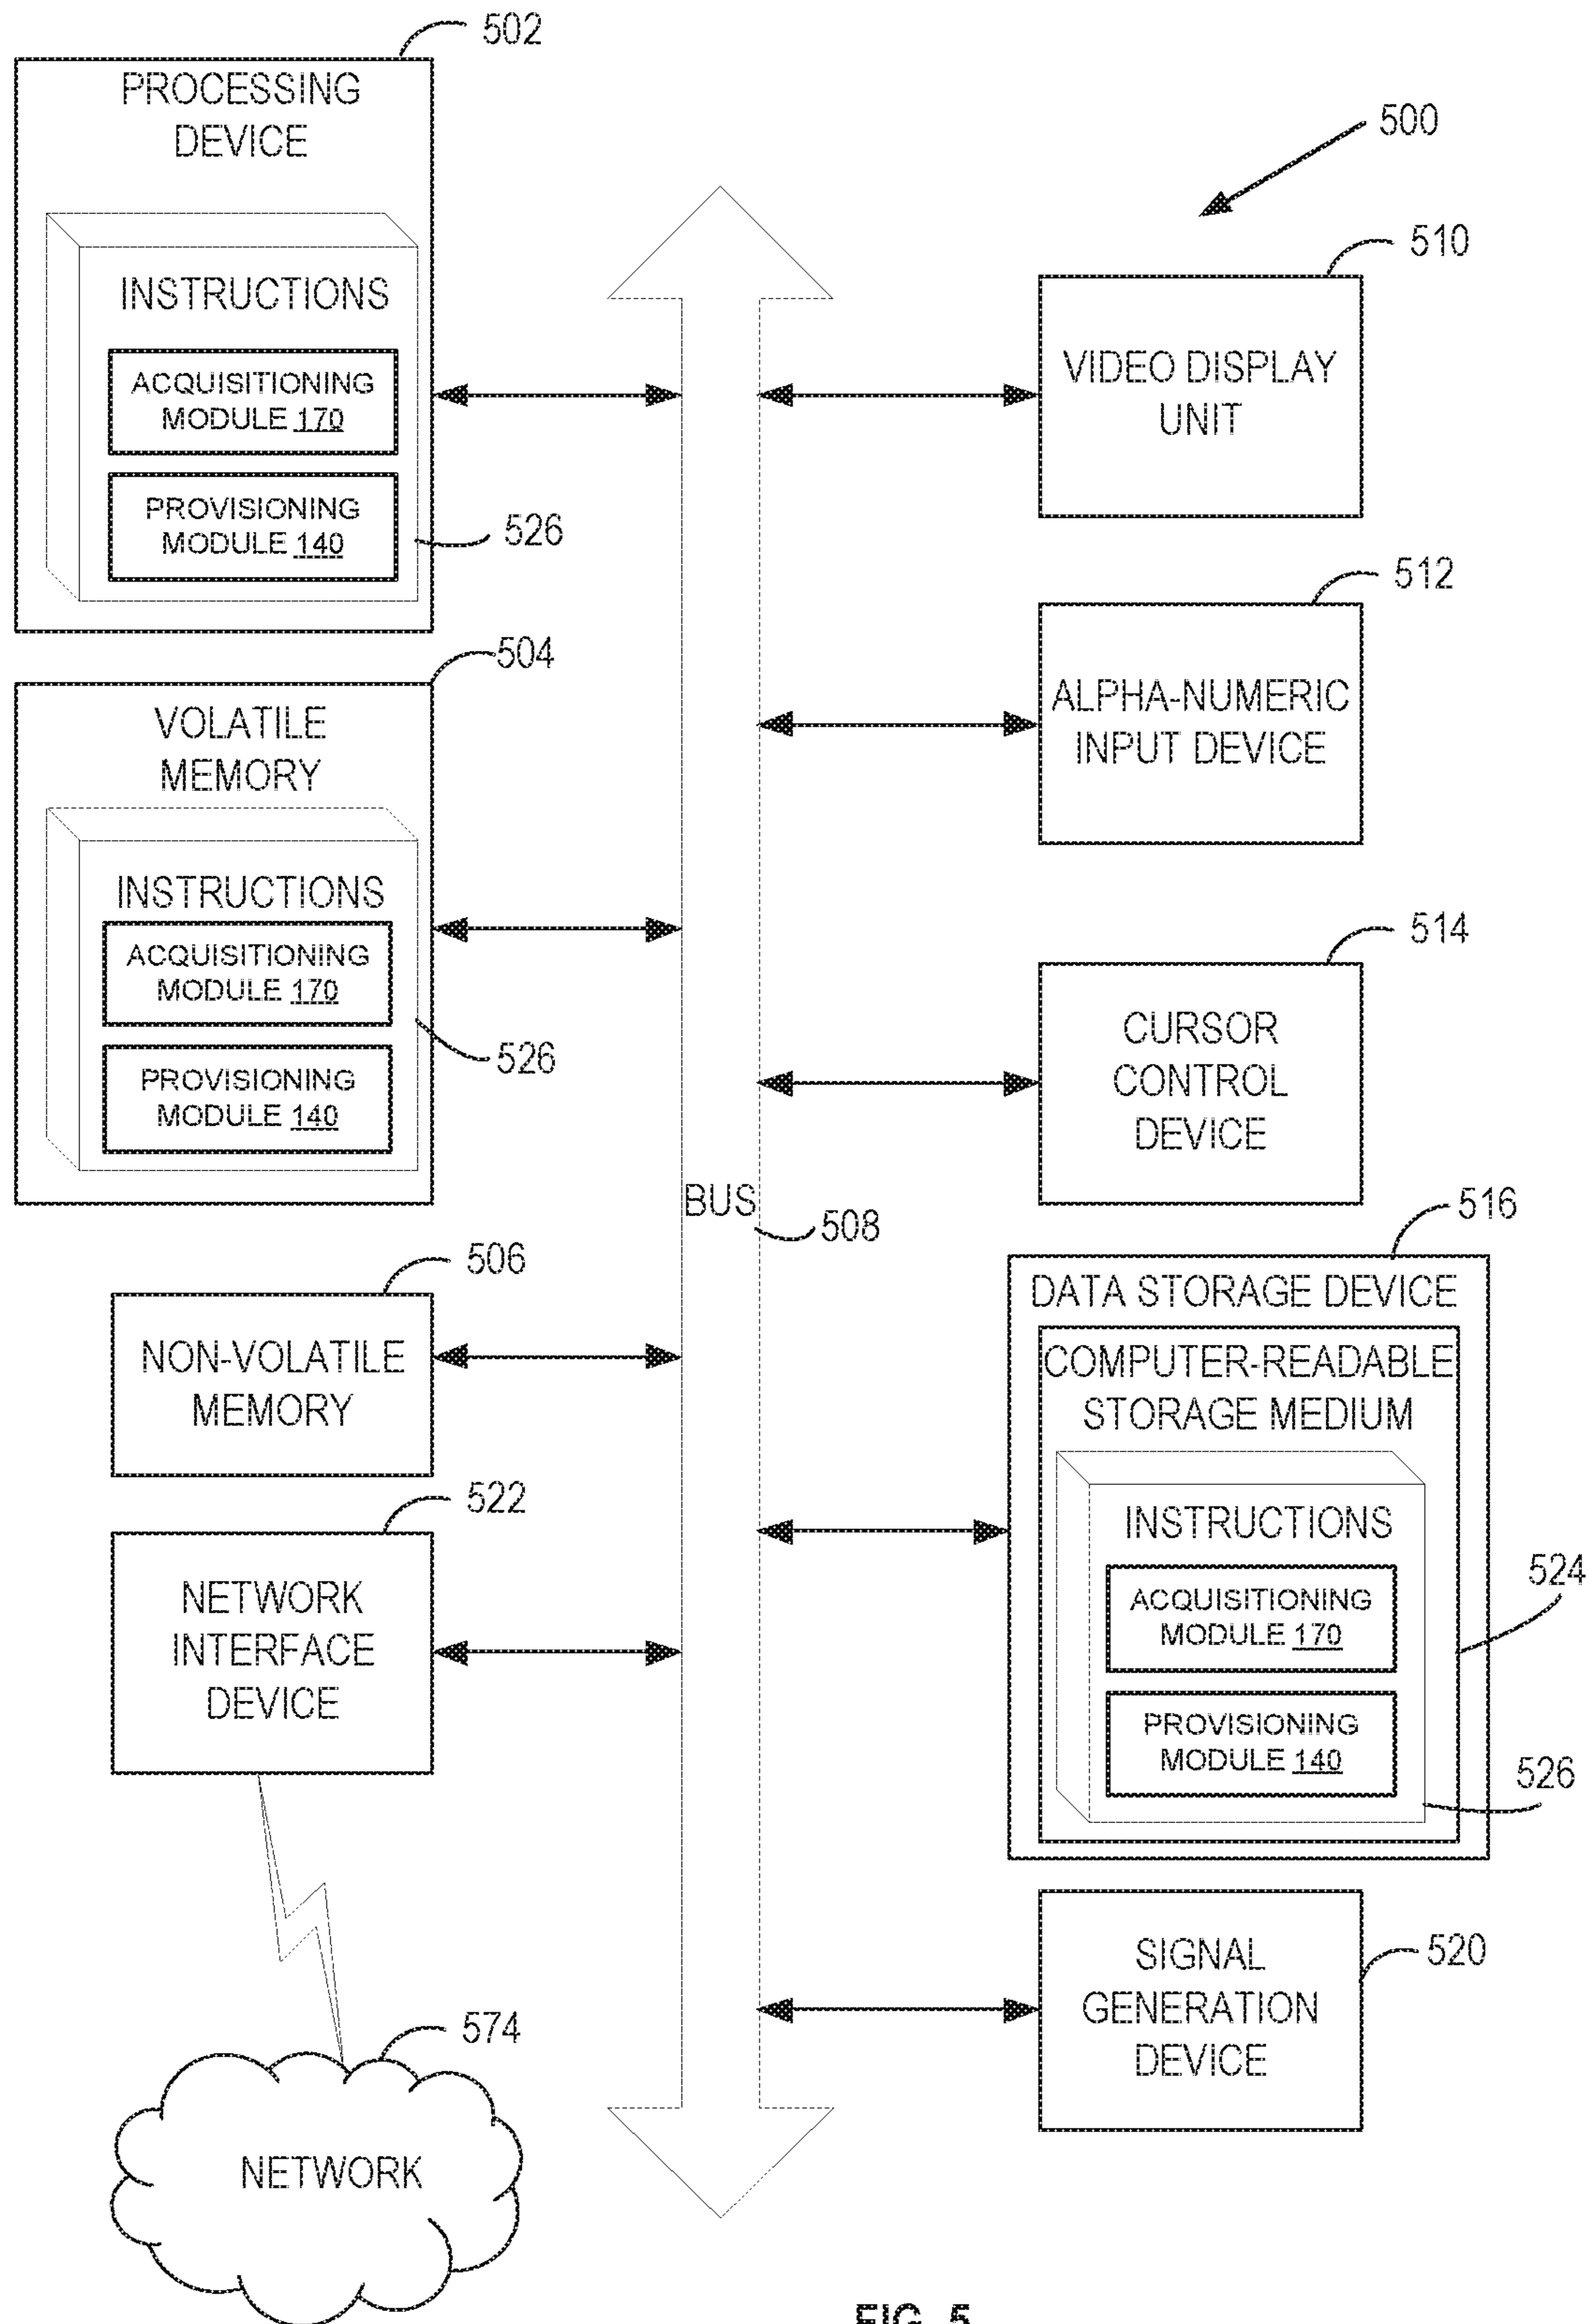 502
PROCESSING
DEVICE
INSTRUCTIONS
ACQUISITIONING
MODULE 170
PROVISIONING
MODULE 140
526
504
VOLATILE
MEMORY
INSTRUCTIONS
ACQUISITIONING
MODULE 170
PROVISIONING
MODULE 140
526
506
NON-VOLATILE
MEMORY
522
NETWORK
INTERFACE
DEVICE
574
NETWORK
BUS
508
500
510
VIDEO DISPLAY
UNIT
512
ALPHA-NUMERIC
INPUT DEVICE
514
CURSOR
CONTROL
DEVICE
516
DATA STORAGE DEVICE
COMPUTER-READABLE
STORAGE MEDIUM
INSTRUCTIONS
ACQUISITIONING
MODULE 170
PROVISIONING
MODULE 140
524
526
SIGNAL
GENERATION
DEVICE
520
FIG. 5